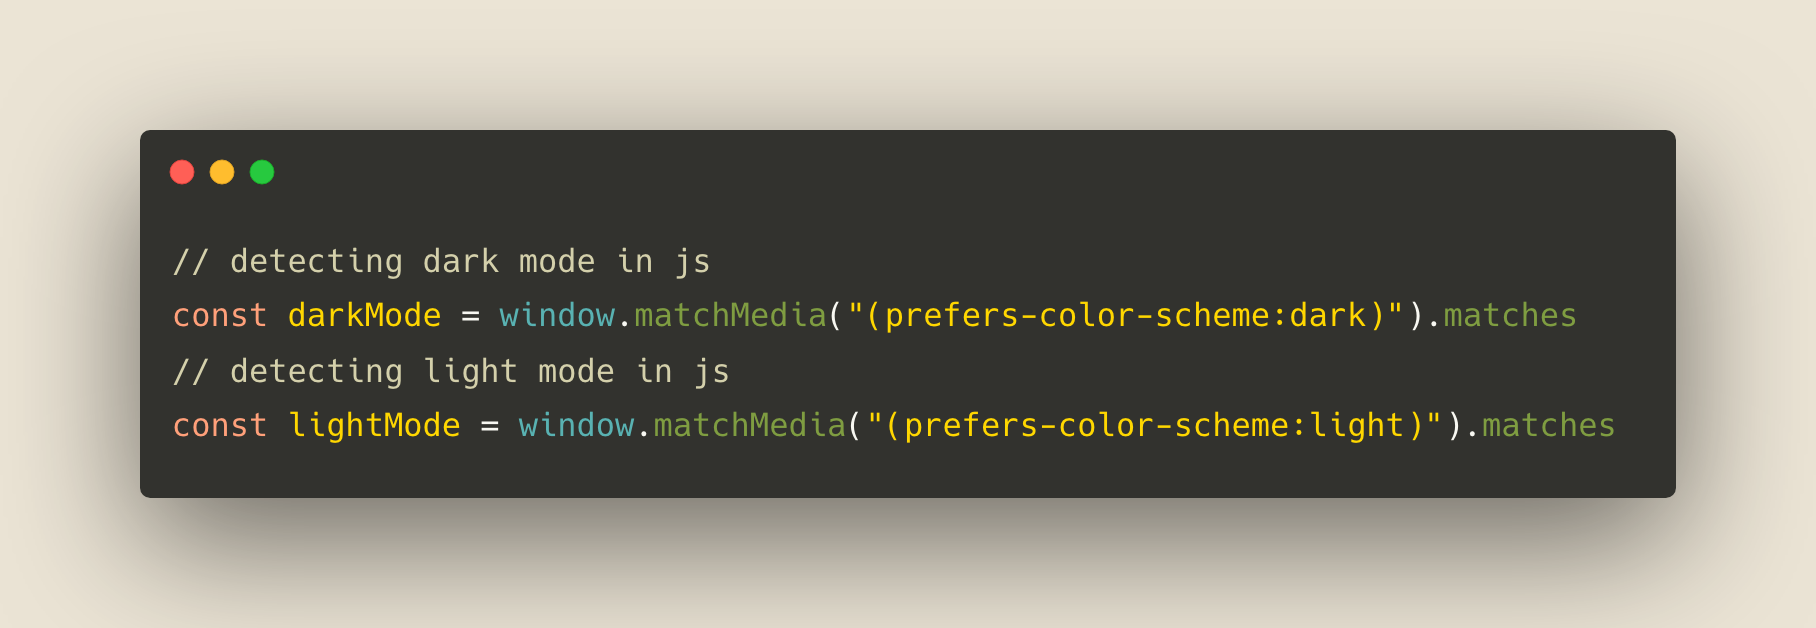 // detecting dark mode in js
const darkMode = window.matchMedia("(prefers-color-scheme:dark)").matches
// detecting light mode in js
const lightMode = window.matchMedia("(prefers-color-scheme:light)").matches